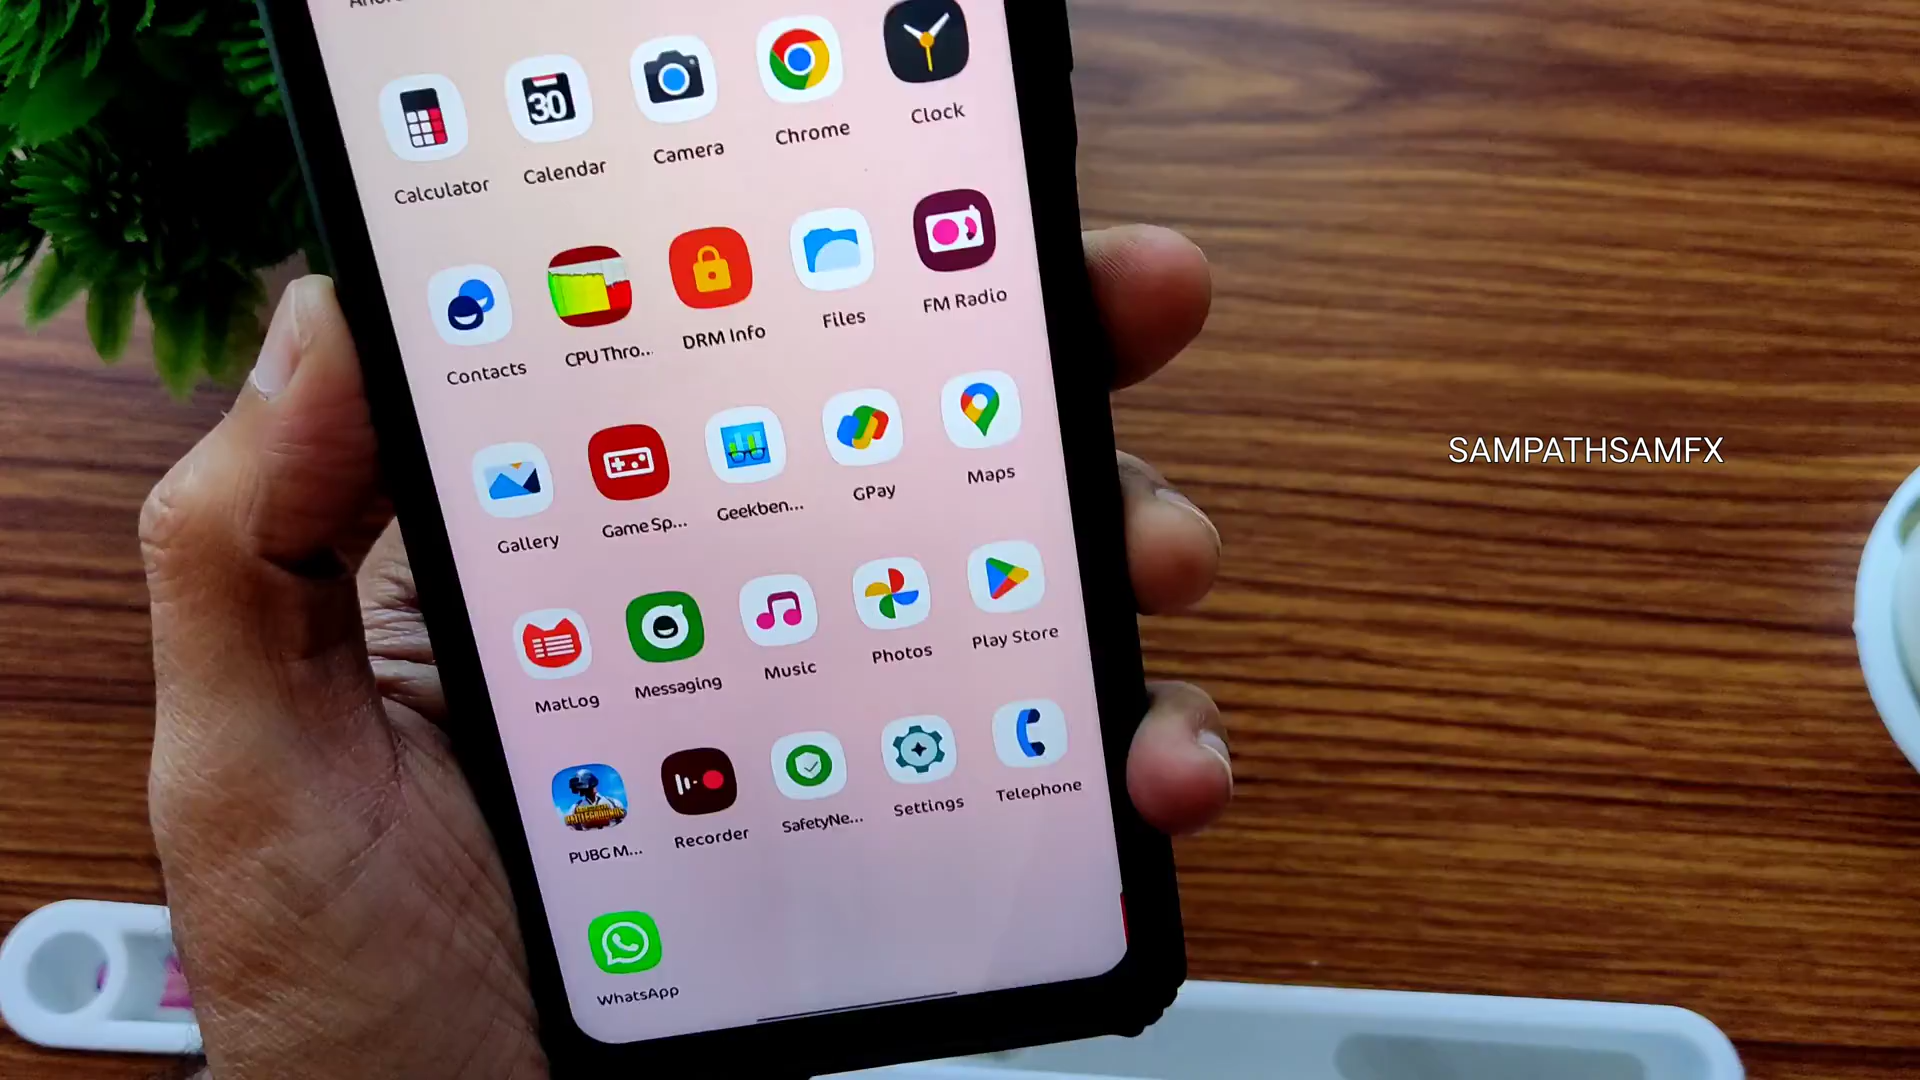 Calculator
Calendar
Camera
Chrome
Clock
30
Contacts
CPU Thro...
DRM Info
Files
FM Radio
Gallery
Game Sp...
Geekben...
GPay
Maps
MatLog
Messaging
Music
Photos
Play Store
PUBG M...
Recorder
SafetyNe...
Settings
Telephone
WhatsApp
SAMPATHSAMFX